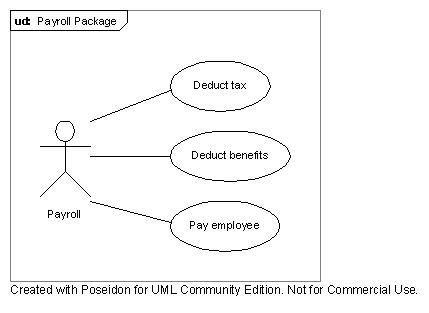 ud: Payroll Package
Deduct tax
Deduct benefits
Payroll
Pay employee
Created with Poseidon for UML Community Edition. Not for Commercial Use.